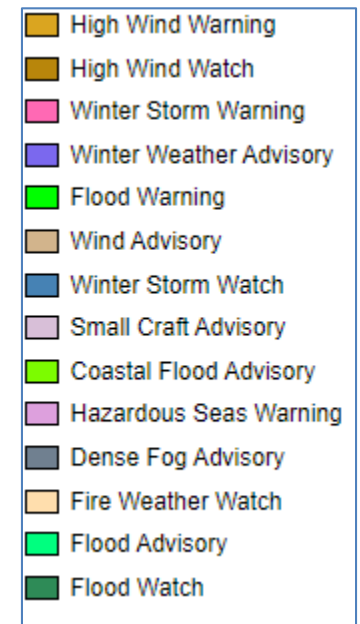 High Wind Warning
High Wind Watch
Winter Storm Warning
Winter Weather Advisory
Flood Warning
Wind Advisory
Winter Storm Watch
Small Craft Advisory
Coastal Flood Advisory
Hazardous Seas Warning
Dense Fog Advisory
Fire Weather Watch
Flood Advisory
Flood Watch